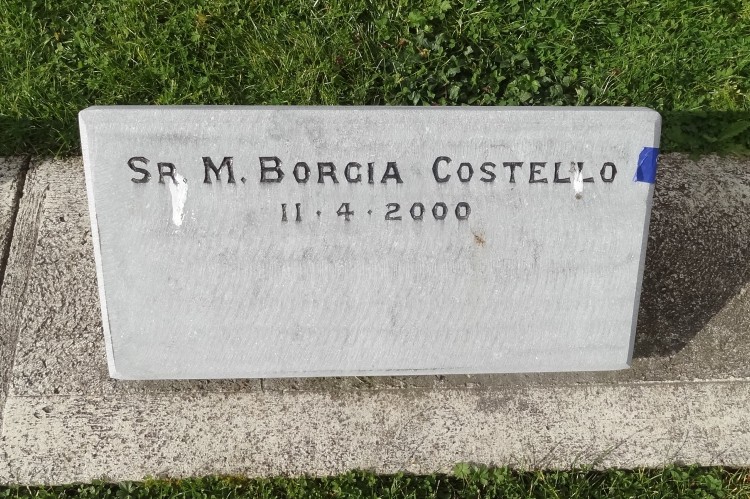 Sr. M. Borgia Costello
11 · 4 · 2000